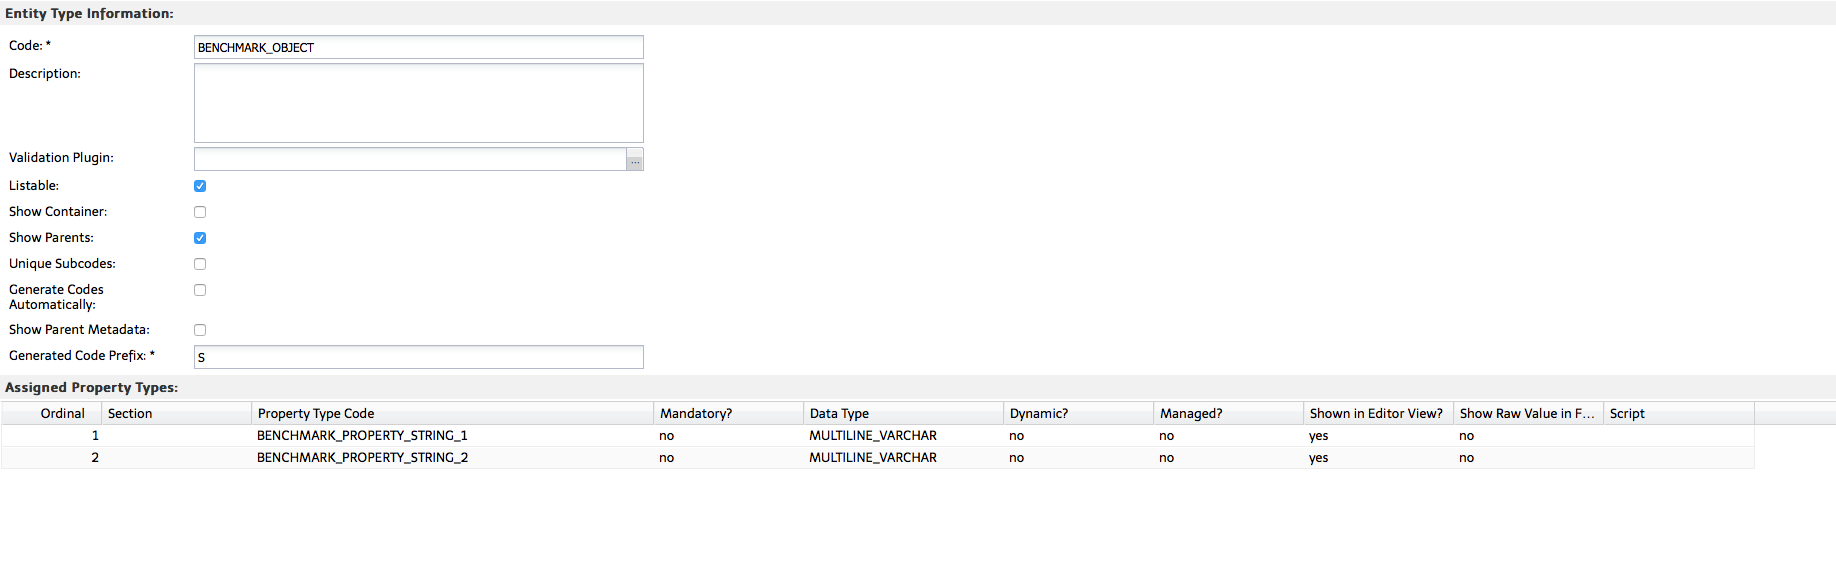 Entity Type Information:
Code: *
BENCHMARK_OBJECT
Description:
Validation Plugin:
...
Listable:
Show Container:
Show Parents:
Unique Subcodes:
Generate Codes
Automatically:
Show Parent Metadata:
Generated Code Prefix: *
S
Assigned Property Types:
Ordinal Section Property Type Code Mandatory? Data Type Dynamic? Managed? Shown in Editor View? Show Raw Value in F... Script
1 BENCHMARK_PROPERTY_STRING_1 no MULTILINE_VARCHAR no no yes no
2 BENCHMARK_PROPERTY_STRING_2 no MULTILINE_VARCHAR no no yes no